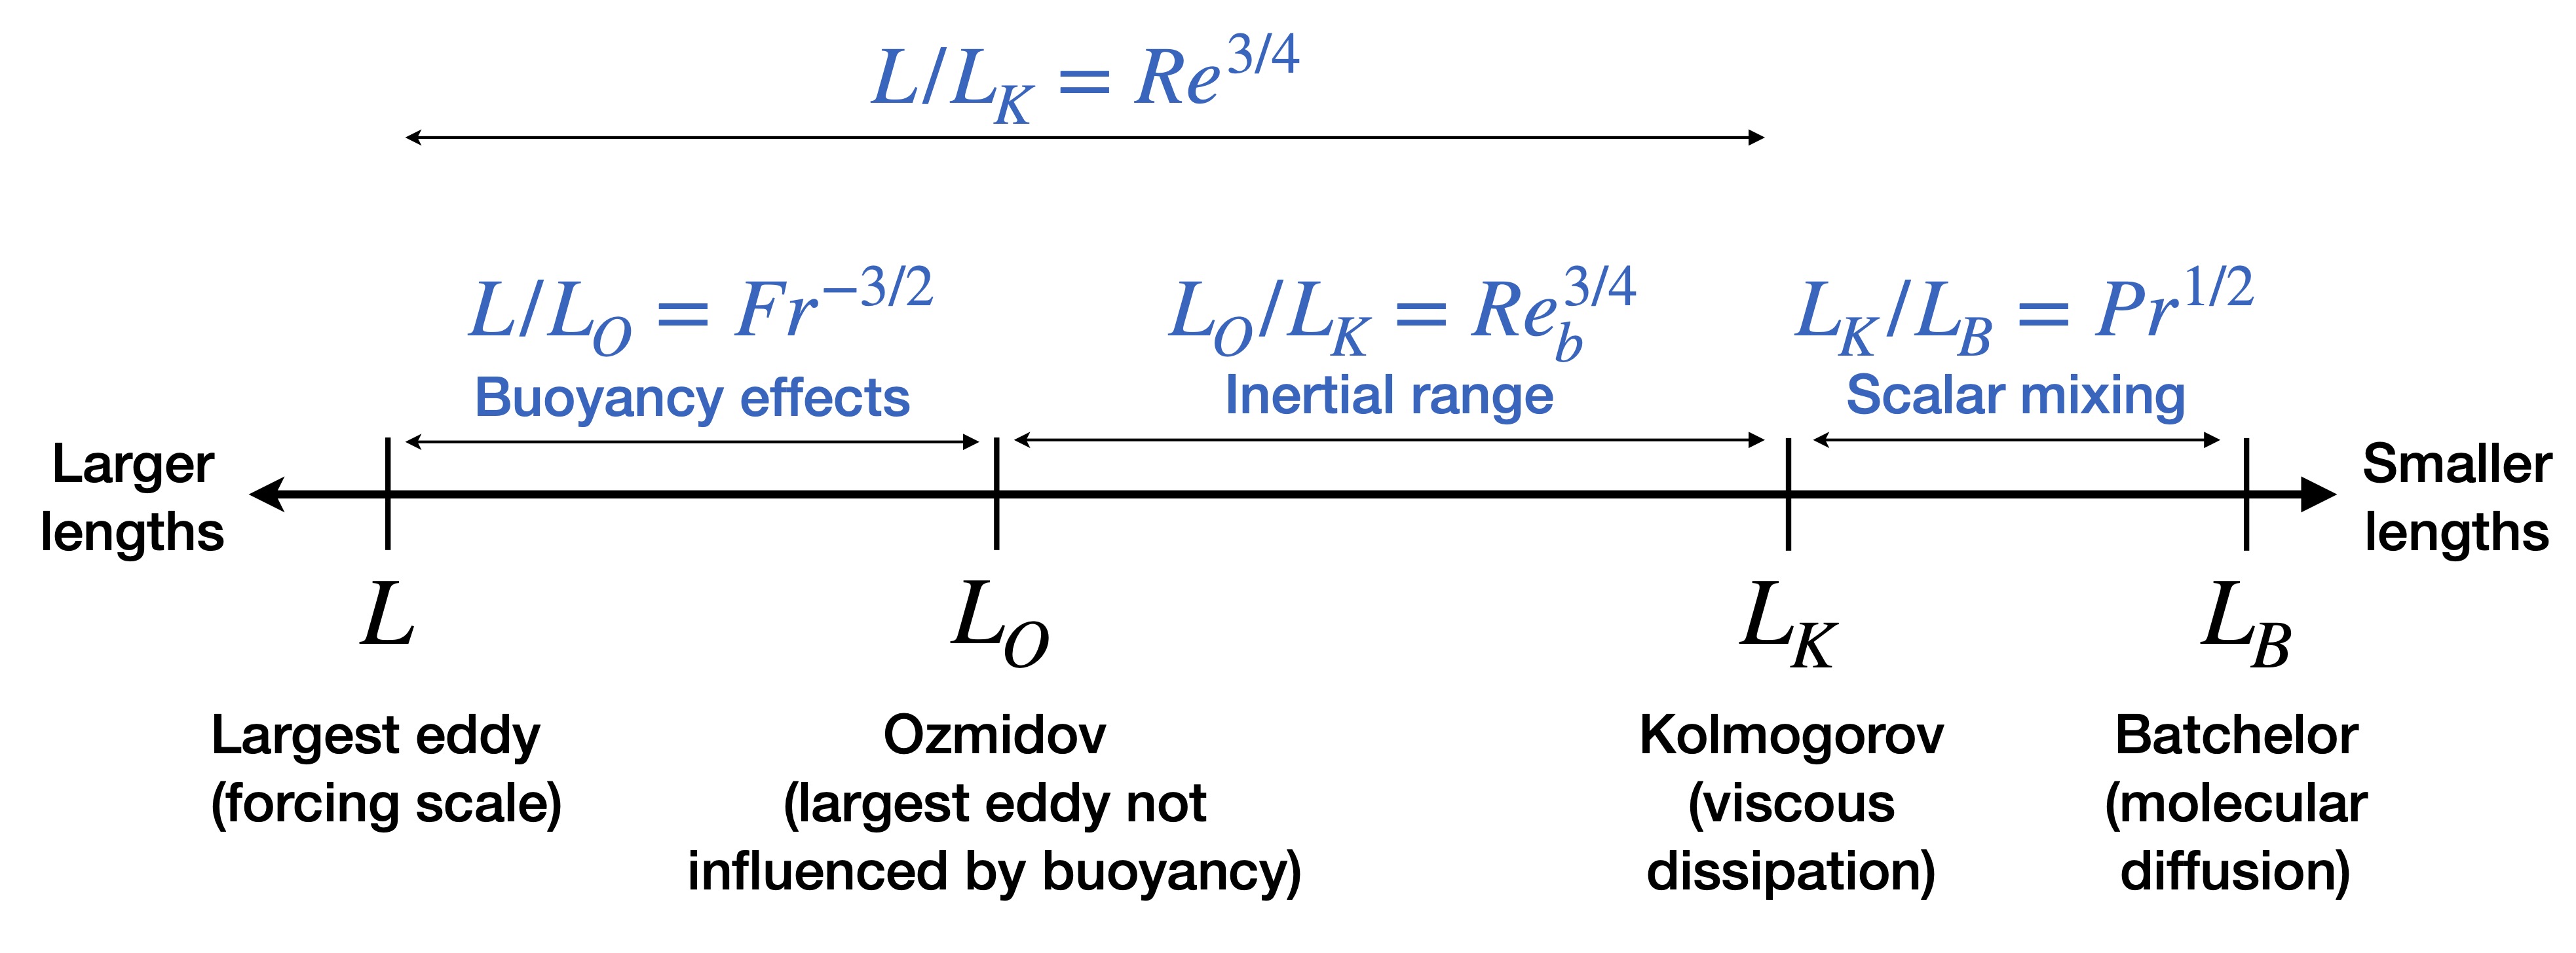 L/L_K = Re^{3/4}
L/L_O = Fr^{-3/2}
L_O/L_K = Re_b^{3/4}
L_K/L_B = Pr^{1/2}
Buoyancy effects
Inertial range
Scalar mixing
Larger
lengths
Smaller
lengths
L
L_O
L_K
L_B
Largest eddy
(forcing scale)
Ozmidov
(largest eddy not
influenced by buoyancy)
Kolmogorov
(viscous
dissipation)
Batchelor
(molecular
diffusion)